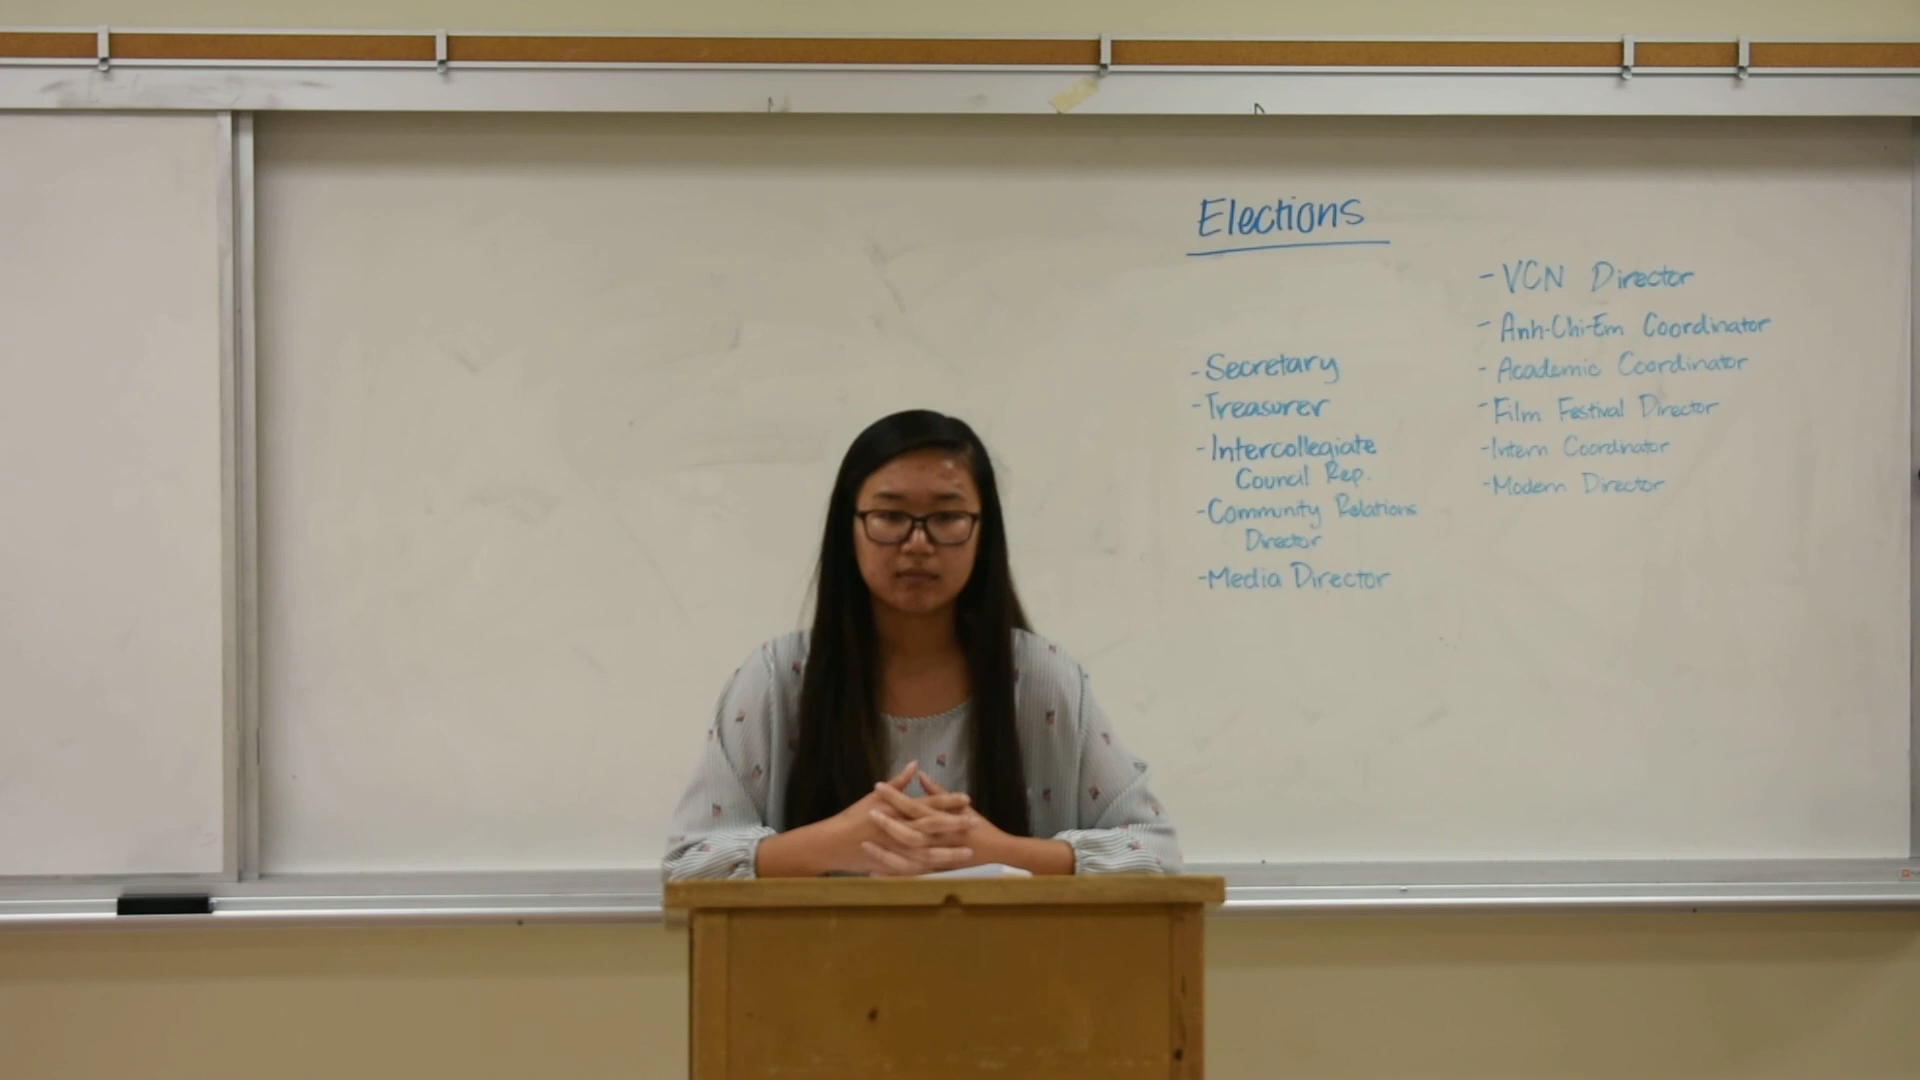 Elections
- Secretary
- Treasurer
- Intercollegiate
Council Rep.
- Community Relations
Director
- Media Director
- VCN Director
- Anh-Chi-Em Coordinator
- Academic Coordinator
- Film Festival Director
- Intern Coordinator
- Modern Director